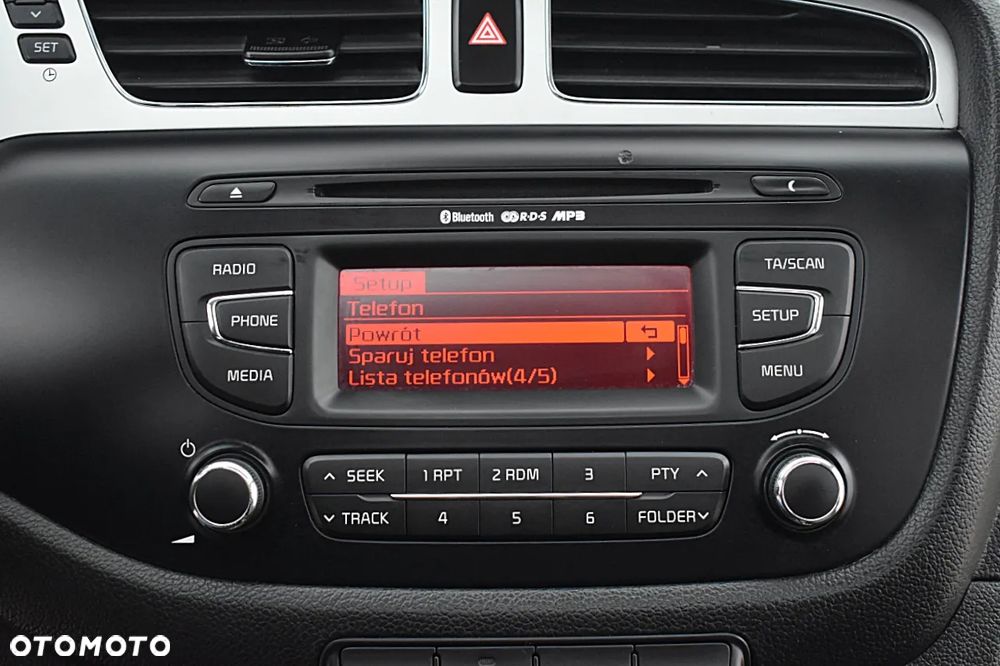 SET
Bluetooth R·D·S MP3
RADIO
TA/SCAN
PHONE
SETUP
MEDIA
MENU
Setup
Telefon
Powrót
Sparuj telefon
Lista telefonów(4/5)
SEEK 1 RPT 2 RDM 3 PTY
TRACK 4 5 6 FOLDER
OTOMOTO